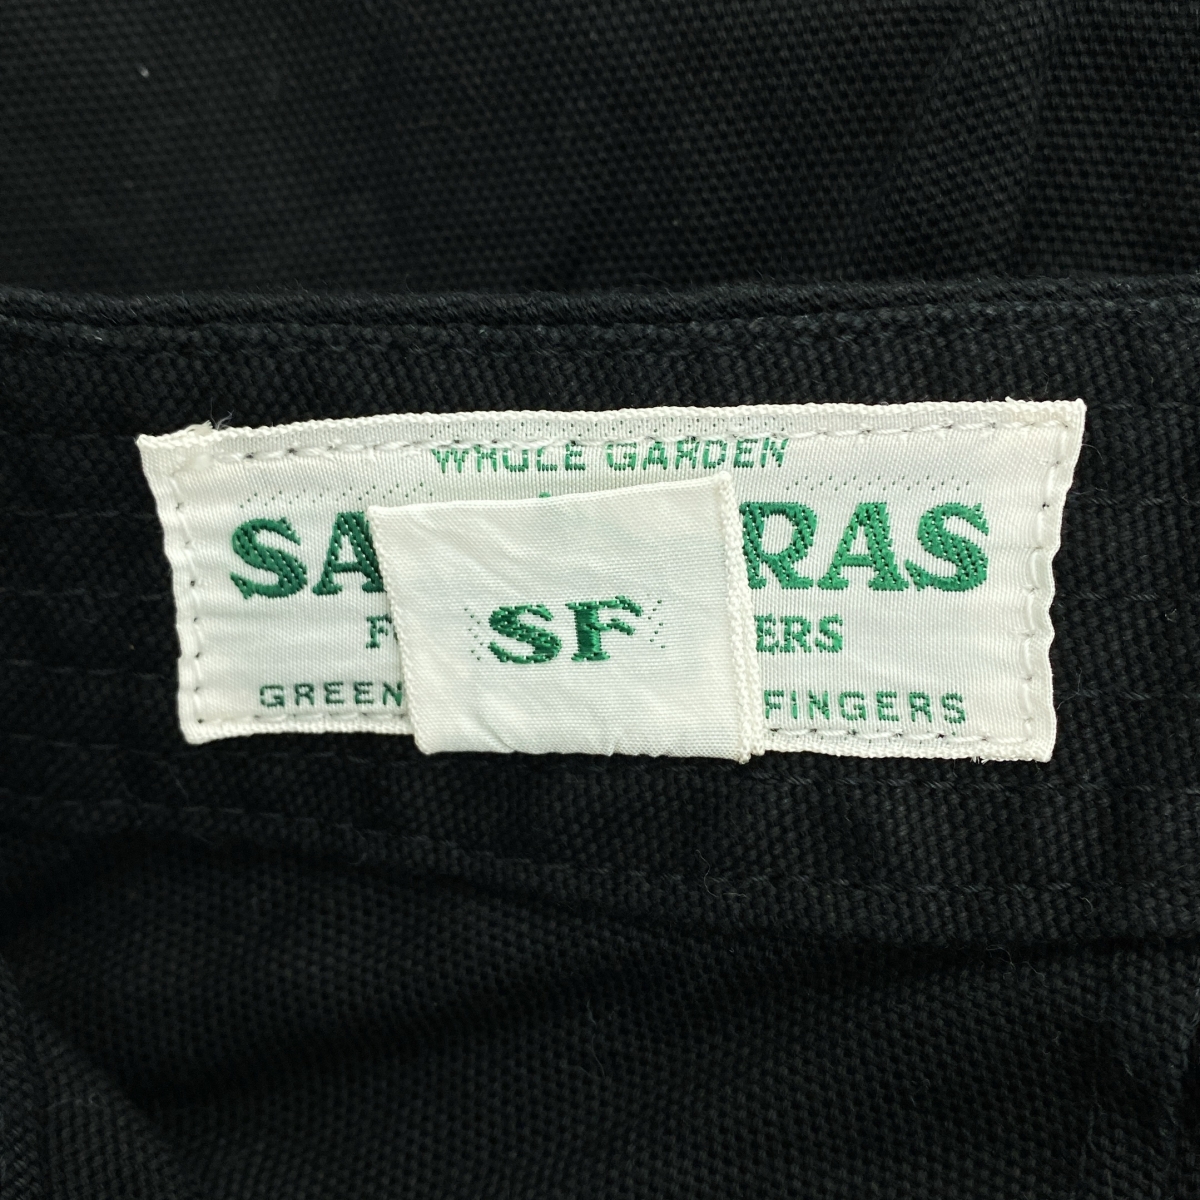 WHOLE GARDEN
SA RAS
SF
F ERS
GREEN FINGERS